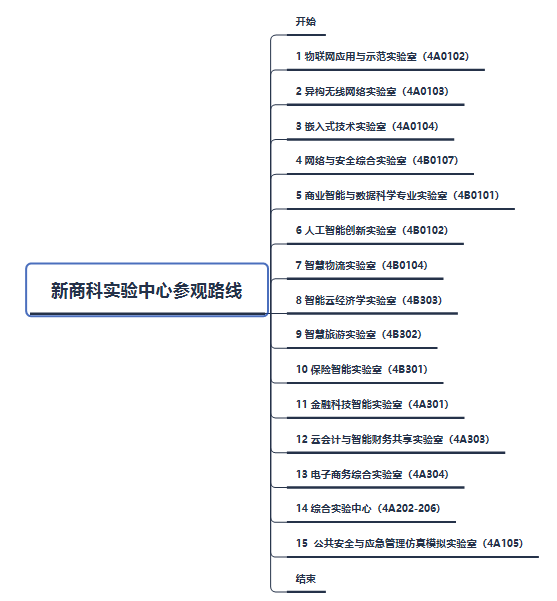 开始
1 物联网应用与示范实验室（4A0102）
2 异构无线网络实验室（4A0103）
3 嵌入式技术实验室（4A0104）
4 网络与安全综合实验室（4B0107）
5 商业智能与数据科学专业实验室（4B0101）
6 人工智能创新实验室（4B0102）
7 智慧物流实验室（4B0104）
新商科实验中心参观路线
8 智能云经济学实验室（4B303）
9 智慧旅游实验室（4B302）
10 保险智能实验室（4B301）
11 金融科技智能实验室（4A301）
12 云会计与智能财务共享实验室（4A303）
13 电子商务综合实验室（4A304）
14 综合实验中心（4A202-206）
15  公共安全与应急管理仿真模拟实验室（4A105）
结束